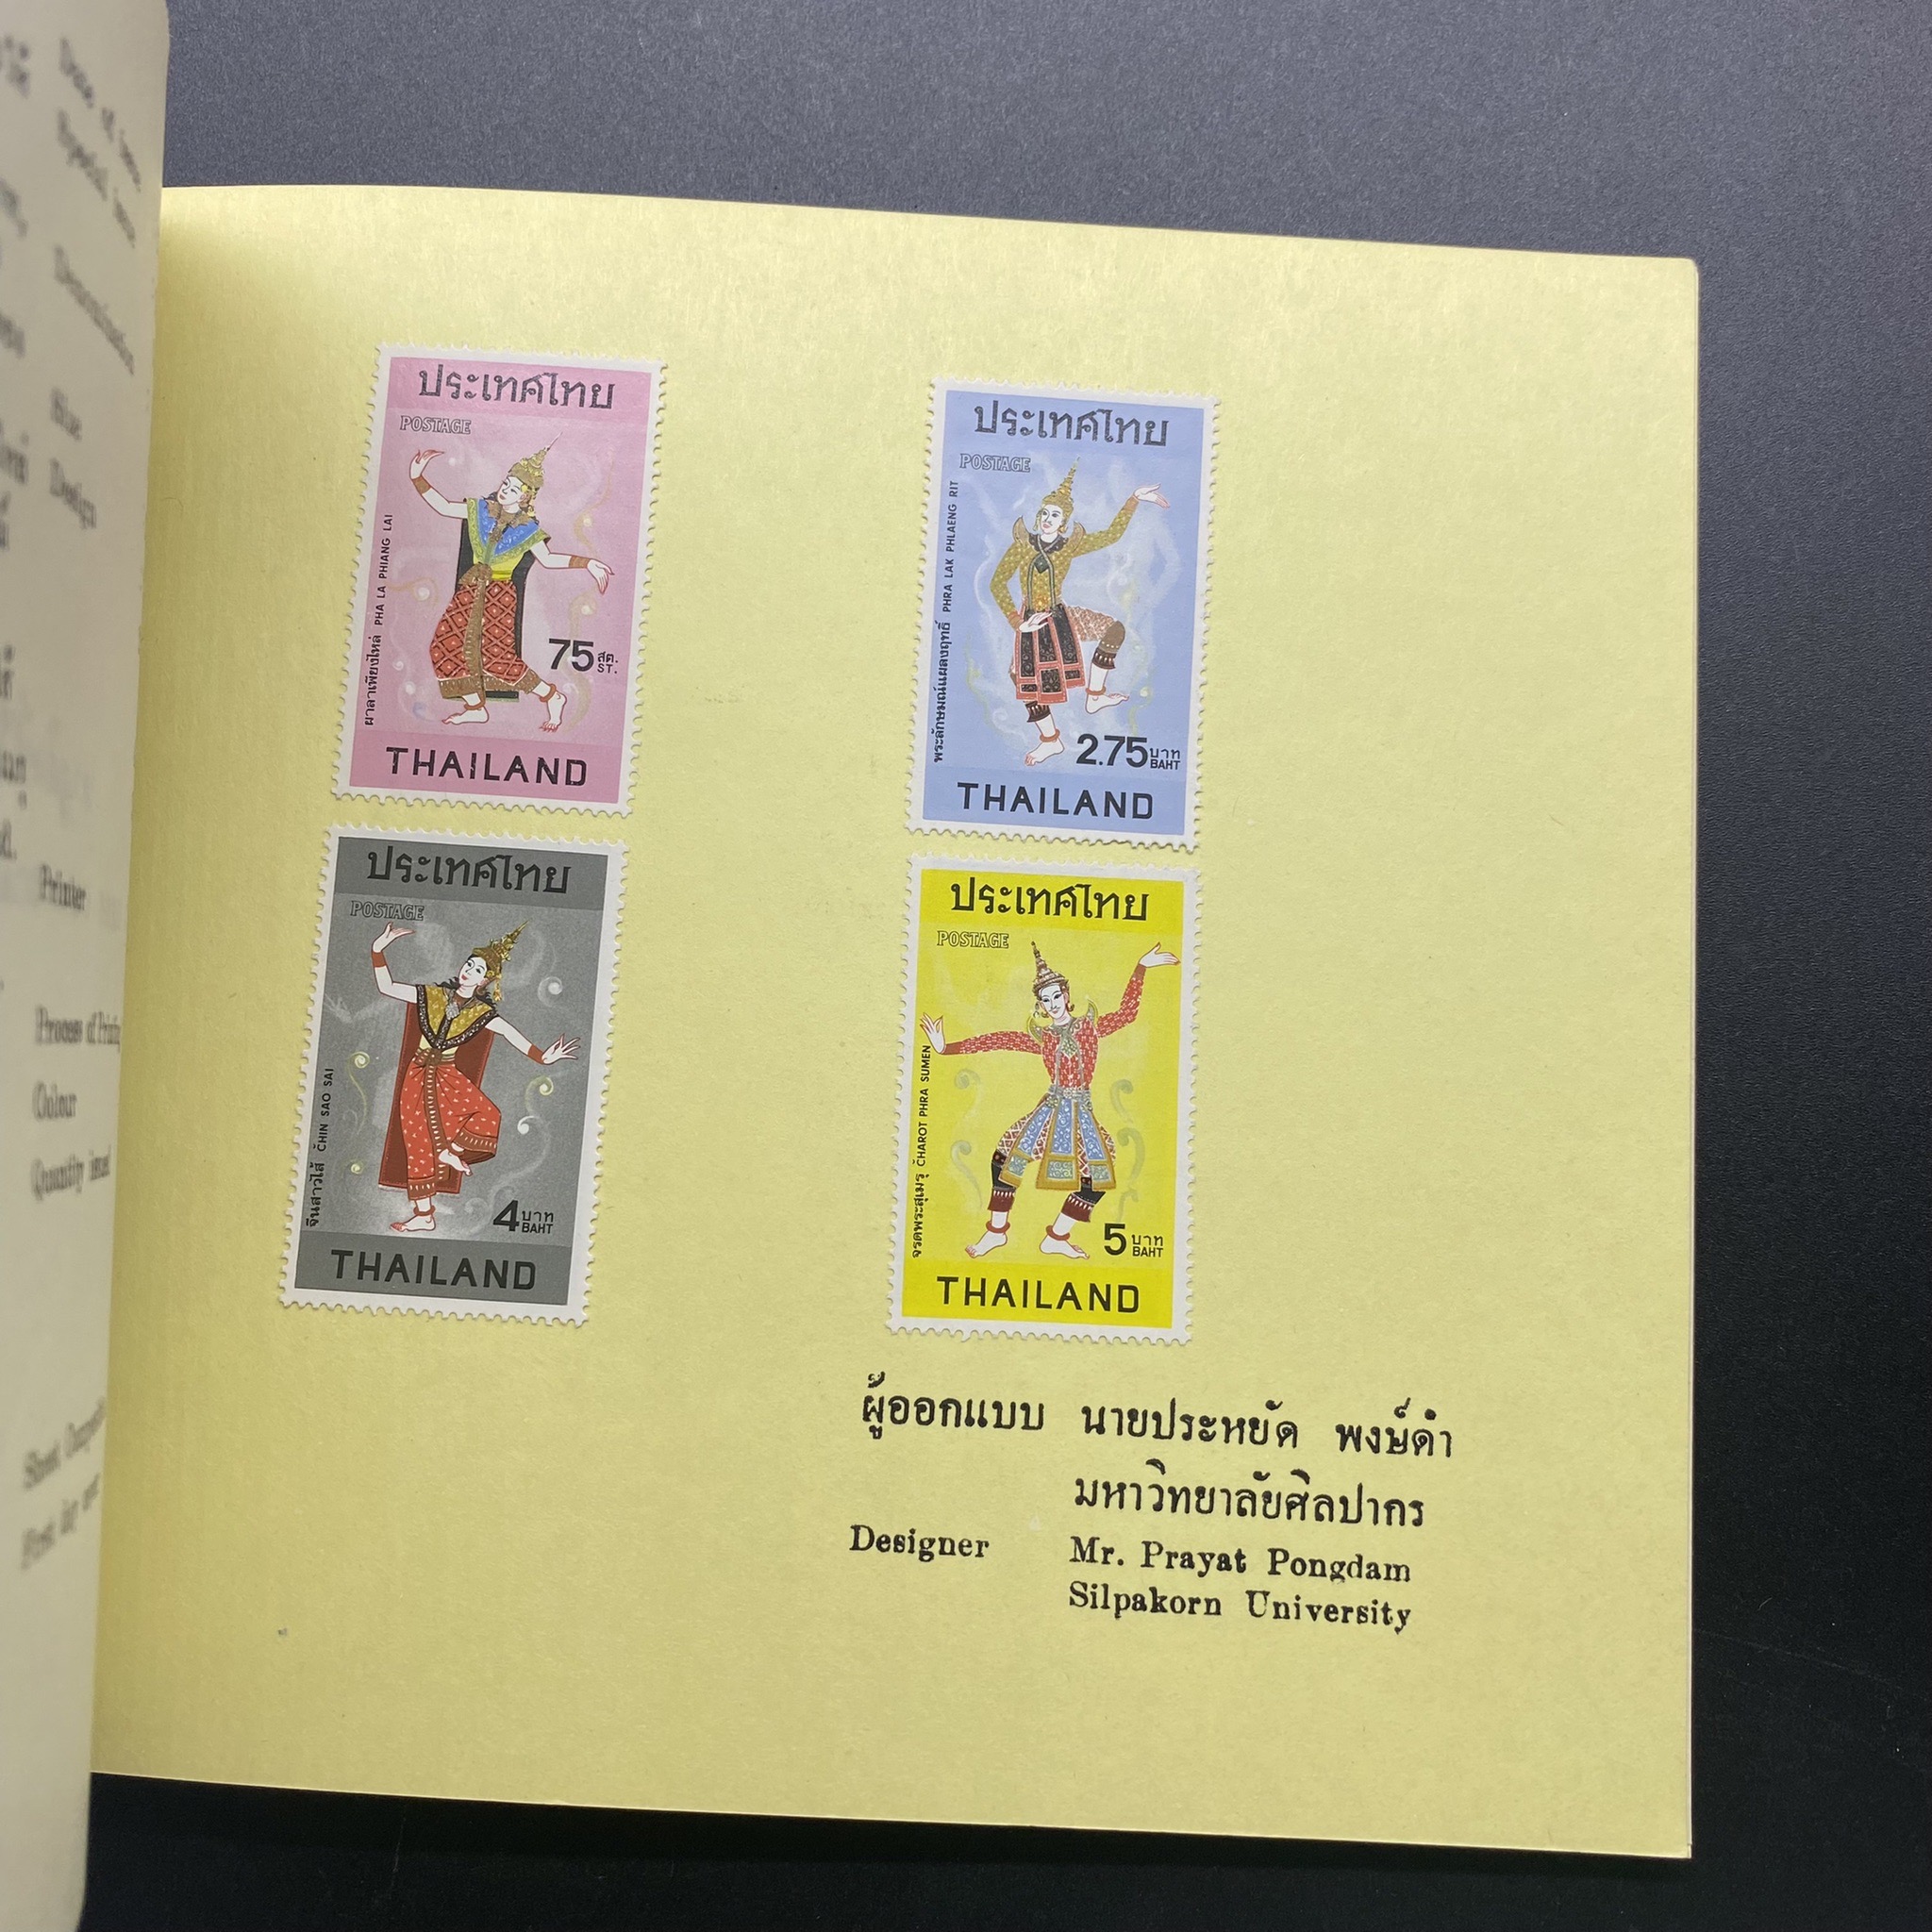 Denomination
Size
Design
Printer
Process of
Colour
Quantity issued
ประเทศไทย
POSTAGE
ผาลาเพียงไหล่ PHA LA PHIANG LAI
75 สต.
ST.
THAILAND
ประเทศไทย
POSTAGE
พระลักษมณ์แผลงฤทธิ์ PHRA LAK PHLAENG RIT
2.75 บาท
BAHT
THAILAND
ประเทศไทย
POSTAGE
จีนสาวไส้ CHIN SAO SAI
4 บาท
BAHT
THAILAND
ประเทศไทย
POSTAGE
จรดพระสุเมรุ CHAROT PHRA SUMEN
5 บาท
BAHT
THAILAND
ผู้ออกแบบ นายประหยัด พงษ์ดำ
มหาวิทยาลัยศิลปากร
Designer Mr. Prayat Pongdam
Silpakorn University